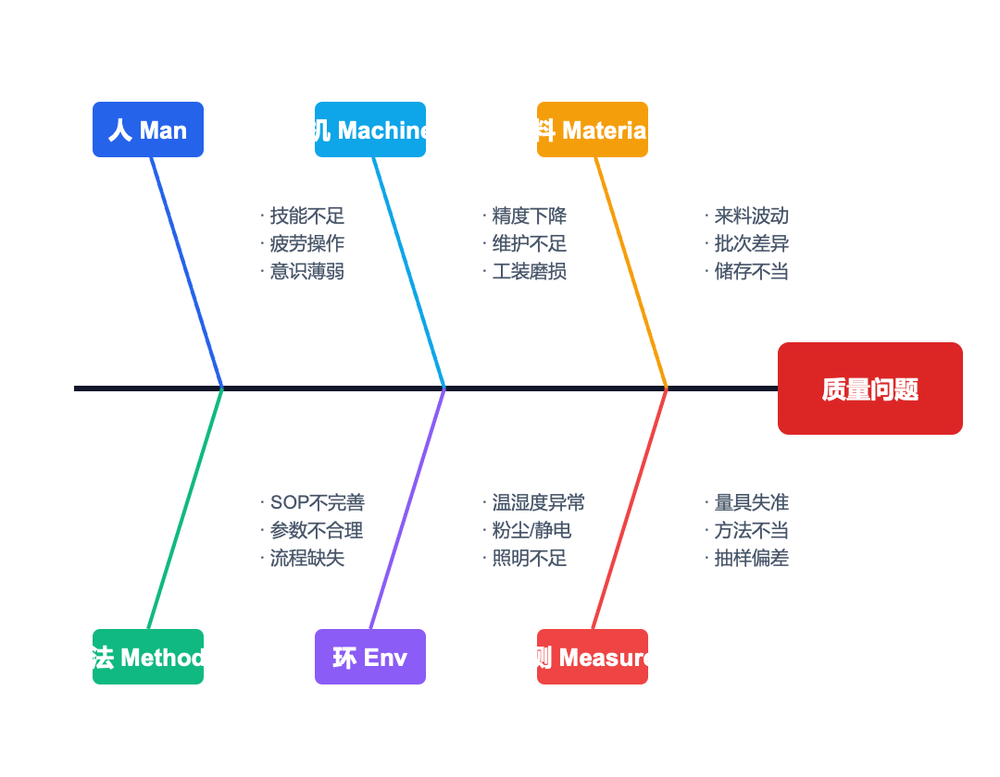 人 Man
机 Machine
料 Materia
· 技能不足
· 疲劳操作
· 意识薄弱
· 精度下降
· 维护不足
· 工装磨损
· 来料波动
· 批次差异
· 储存不当
质量问题
· SOP不完善
· 参数不合理
· 流程缺失
· 温湿度异常
· 粉尘/静电
· 照明不足
· 量具失准
· 方法不当
· 抽样偏差
法 Method
环 Env
测 Measure